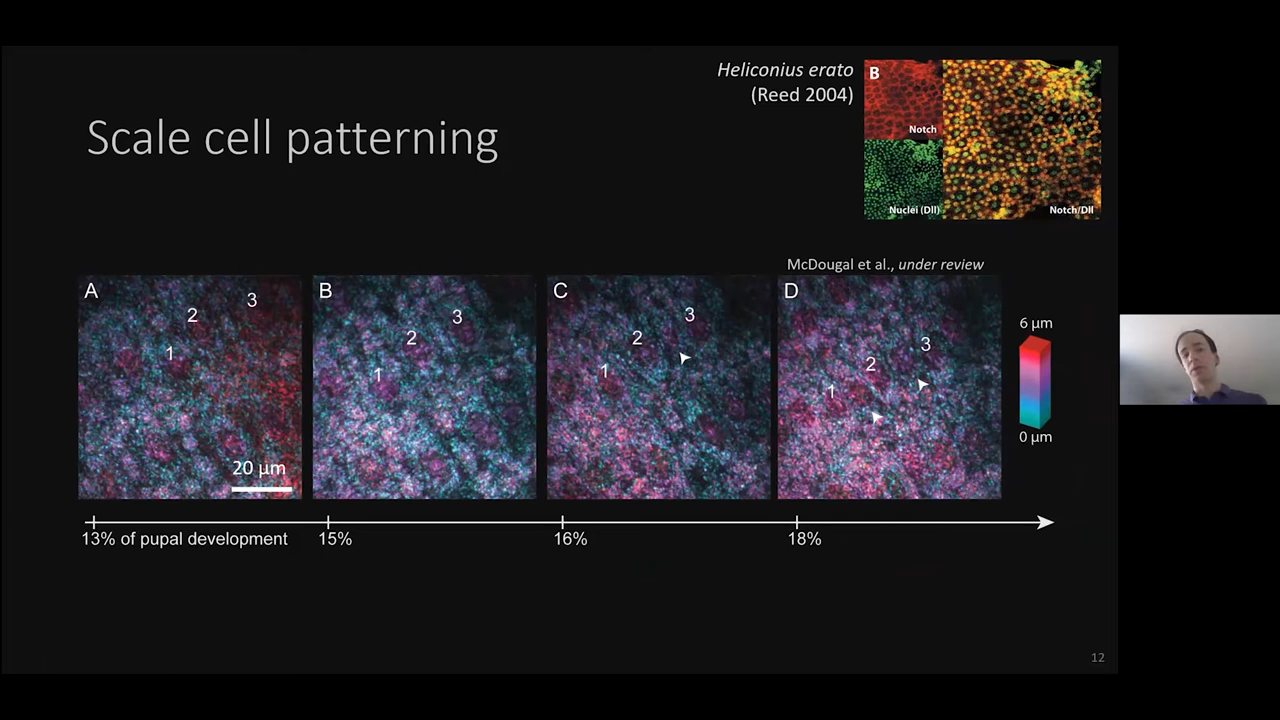 Heliconius erato
(Reed 2004)
B
Notch
Nuclei (Dll)
Notch/Dll
Scale cell patterning
McDougal et al., under review
A
1
2
3
20 µm
B
1
2
3
C
1
2
3
D
1
2
3
6 µm
0 µm
13% of pupal development
15%
16%
18%
12